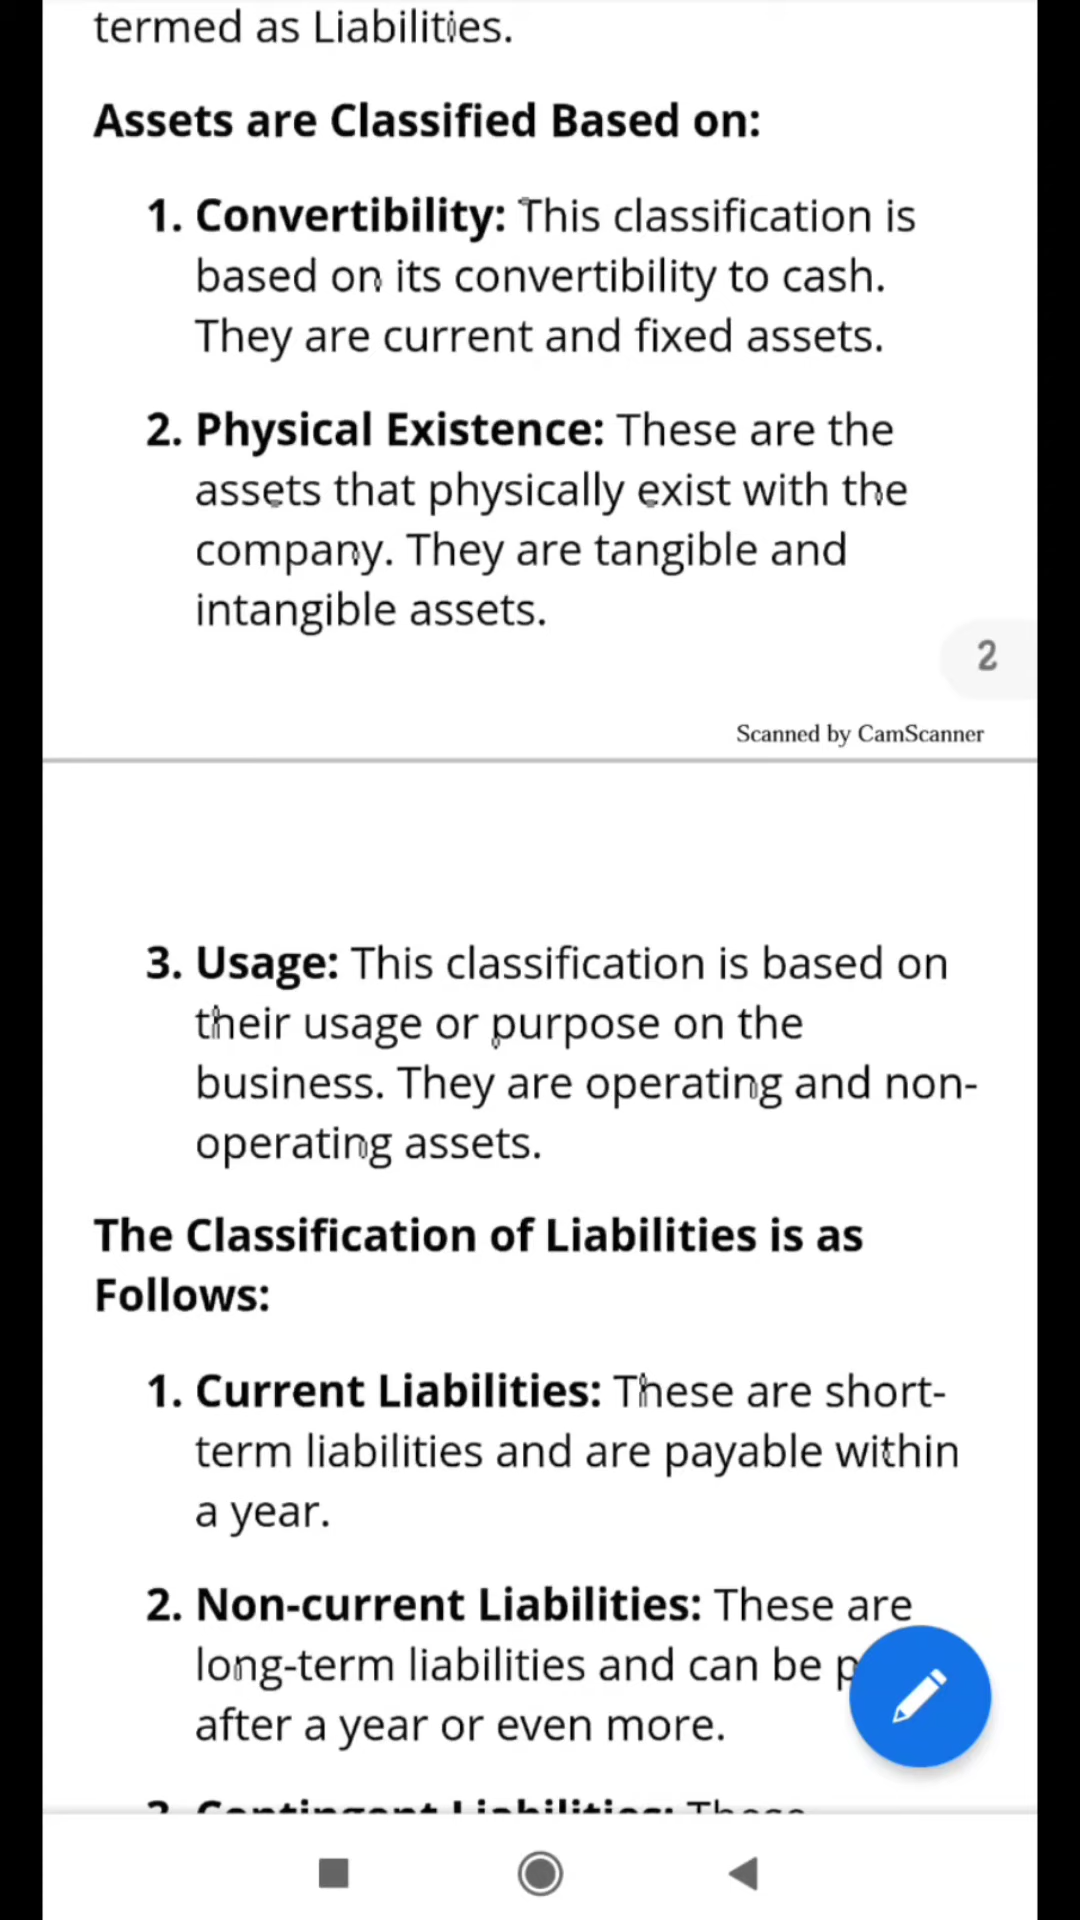 termed as Liabilities.
Assets are Classified Based on:
1. Convertibility: This classification is
based on its convertibility to cash.
They are current and fixed assets.
2. Physical Existence: These are the
assets that physically exist with the
company. They are tangible and
intangible assets.
2
Scanned by CamScanner
3. Usage: This classification is based on
their usage or purpose on the
business. They are operating and non-
operating assets.
The Classification of Liabilities is as
Follows:
1. Current Liabilities: These are short-
term liabilities and are payable within
a year.
2. Non-current Liabilities: These are
long-term liabilities and can be
after a year or even more.
3. Contingent Liabilities: These